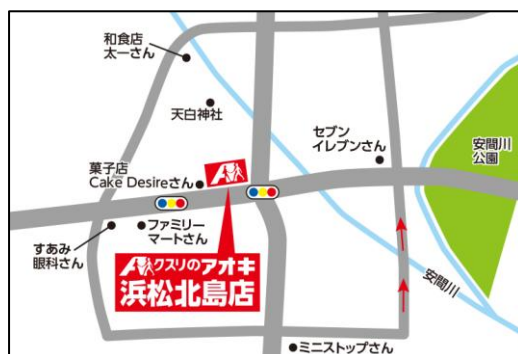 和食店
太一さん
天白神社
セブン
イレブンさん
安間川
公園
菓子店
Cake Desireさん
ファミリー
マートさん
すあみ
眼科さん
クスリのアオキ
浜松北島店
安間川
ミニストップさん